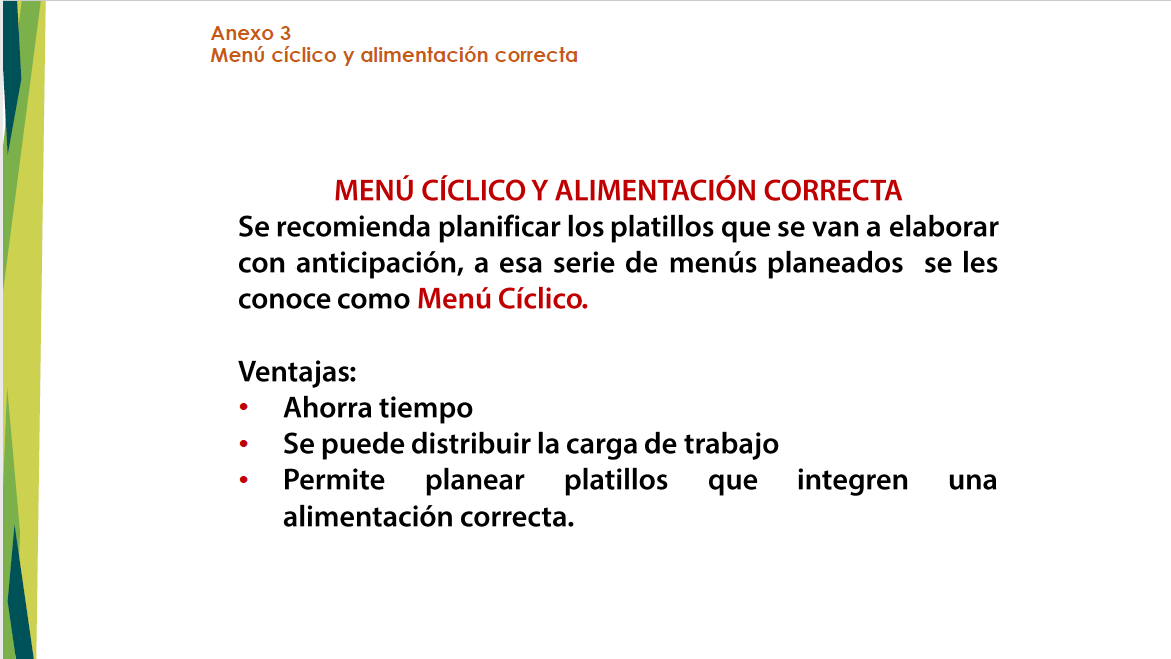 Anexo 3
Menú cíclico y alimentación correcta
MENÚ CÍCLICO Y ALIMENTACIÓN CORRECTA
Se recomienda planificar los platillos que se van a elaborar
con anticipación, a esa serie de menús planeados se les
conoce como Menú Cíclico.
Ventajas:
• Ahorra tiempo
• Se puede distribuir la carga de trabajo
• Permite planear platillos que integren una
alimentación correcta.